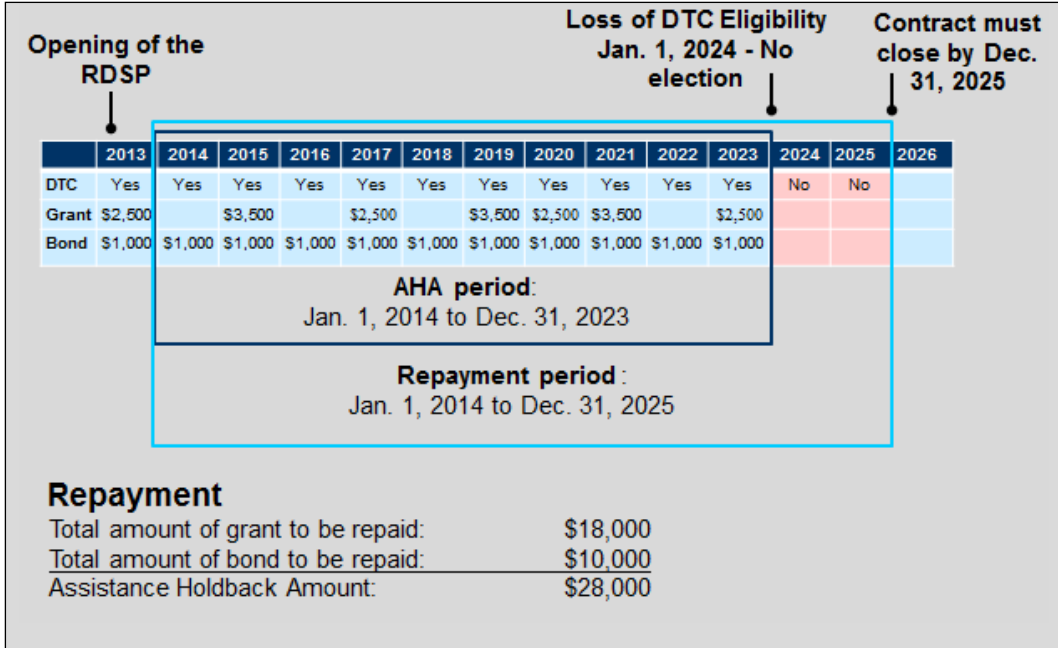 Opening of the
RDSP
Loss of DTC Eligibility
Jan. 1, 2024 - No
election
Contract must
close by Dec.
31, 2025
2013 2014 2015 2016 2017 2018 2019 2020 2021 2022 2023 2024 2025 2026
DTC Yes Yes Yes Yes Yes Yes Yes Yes Yes Yes Yes No No
Grant $2,500 $3,500 $2,500 $3,500 $2,500 $3,500 $2,500
Bond $1,000 $1,000 $1,000 $1,000 $1,000 $1,000 $1,000 $1,000 $1,000 $1,000 $1,000
AHA period:
Jan. 1, 2014 to Dec. 31, 2023
Repayment period :
Jan. 1, 2014 to Dec. 31, 2025
Repayment
Total amount of grant to be repaid: $18,000
Total amount of bond to be repaid: $10,000
Assistance Holdback Amount: $28,000